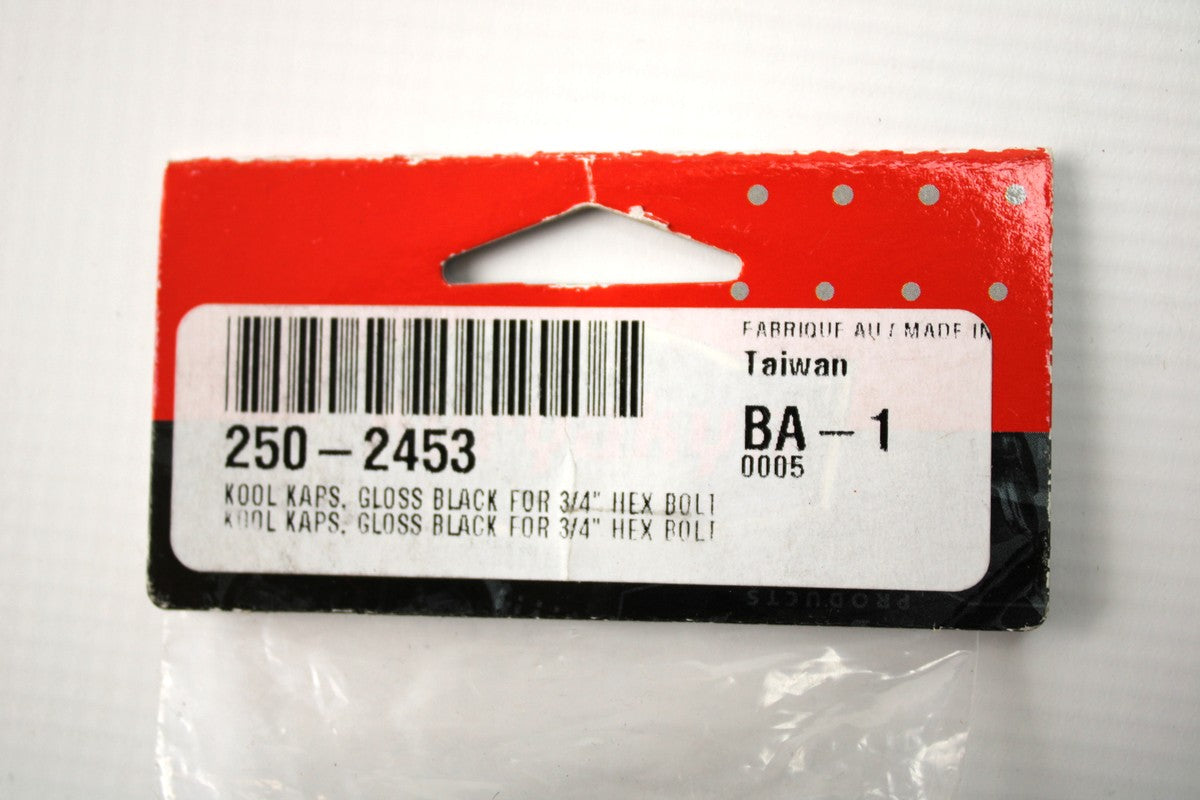 FABRIQUE AU / MADE IN
Taiwan
BA – 1
0005
250 – 2453
KOOL KAPS, GLOSS BLACK FOR 3/4" HEX BOLT
KOOL KAPS, GLOSS BLACK FOR 3/4" HEX BOLT
PRODUCTS